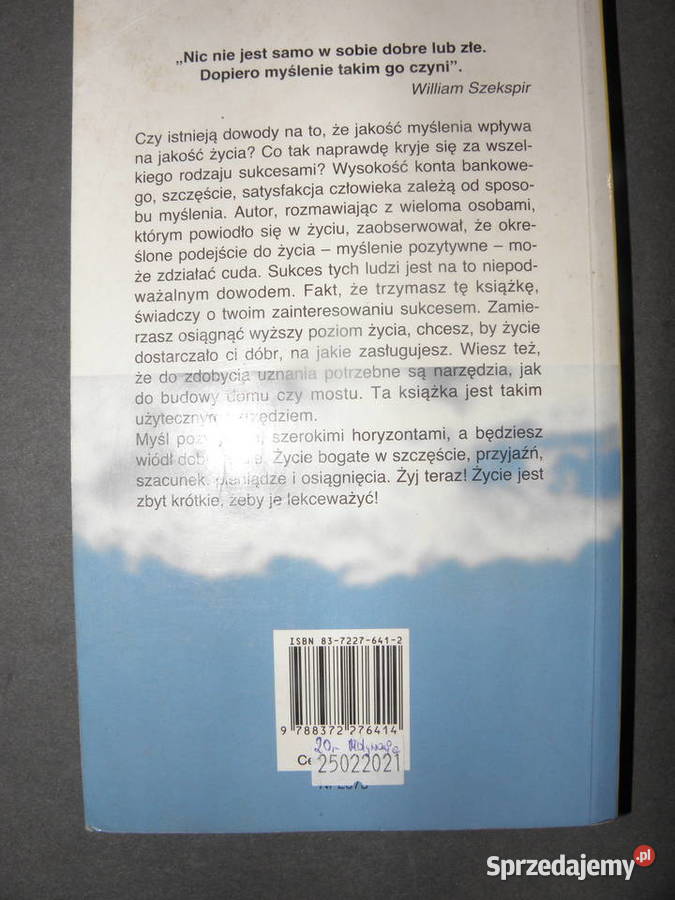 „Nic nie jest samo w sobie dobre lub złe.
Dopiero myślenie takim go czyni”.
William Szekspir
Czy istnieją dowody na to, że jakość myślenia wpływa
na jakość życia? Co tak naprawdę kryje się za wszel-
kiego rodzaju sukcesami? Wysokość konta bankowe-
go, szczęście, satysfakcja człowieka zależą od sposo-
bu myślenia. Autor, rozmawiając z wieloma osobami,
którym powiodło się w życiu, zaobserwował, że okre-
ślone podejście do życia – myślenie pozytywne – mo-
że zdziałać cuda. Sukces tych ludzi jest na to niepod-
ważalnym dowodem. Fakt, że trzymasz tę książkę,
świadczy o twoim zainteresowaniu sukcesem. Zamie-
rzasz osiągnąć wyższy poziom życia, chcesz, by życie
dostarczało ci dóbr, na jakie zasługujesz. Wiesz też,
że do zdobycia uznania potrzebne są narzędzia, jak
do budowy domu czy mostu. Ta książka jest takim
użytecznym narzędziem.
Myśl szerokimi horyzontami, a będziesz
wiódł Życie bogate w szczęście, przyjaźń,
szacunek, pieniądze i osiągnięcia. Żyj teraz! Życie jest
zbyt krótkie, żeby je lekceważyć!
ISBN 83-7227-641-2
9 788372 276414
20,-
Ce
25022021
Sprzedajemy.pl